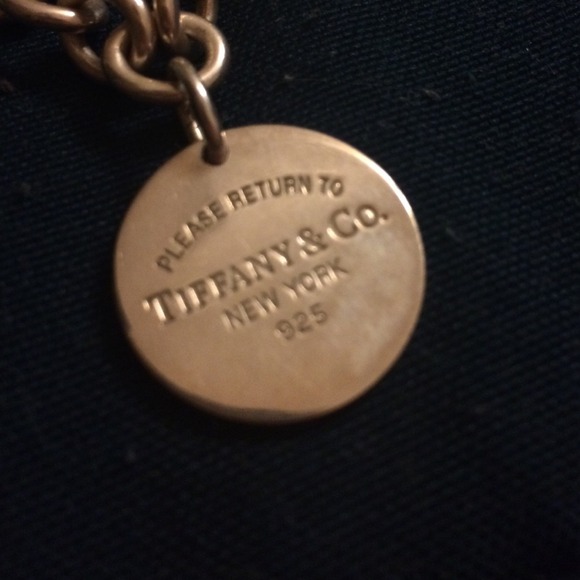 PLEASE RETURN TO
TIFFANY & CO.
NEW YORK
925